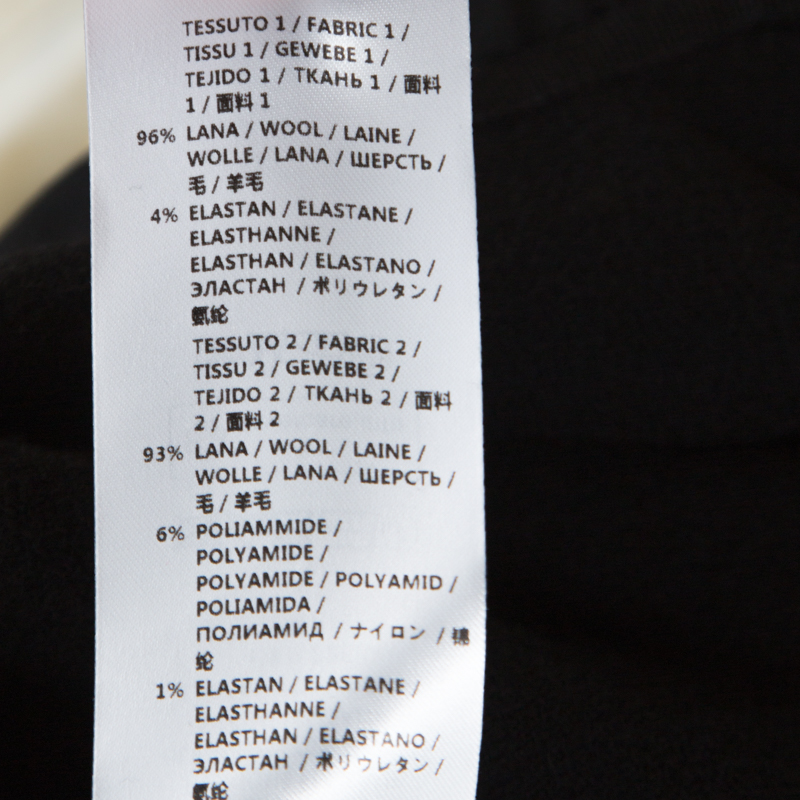 TESSUTO 1 / FABRIC 1 /
TISSU 1 / GEWEBE 1 /
TEJIDO 1 / ТКАНЬ 1 / 面料
1 / 面料 1
96% LANA / WOOL / LAINE /
WOLLE / LANA / ШЕРСТЬ /
毛 / 羊毛
4% ELASTAN / ELASTANE /
ELASTHANNE /
ELASTHAN / ELASTANO /
ЭЛАСТАН / ポリウレタン /
氨纶
TESSUTO 2 / FABRIC 2 /
TISSU 2 / GEWEBE 2 /
TEJIDO 2 / ТКАНЬ 2 / 面料
2 / 面料 2
93% LANA / WOOL / LAINE /
WOLLE / LANA / ШЕРСТЬ /
毛 / 羊毛
6% POLIAMMIDE /
POLYAMIDE /
POLYAMIDE / POLYAMID /
POLIAMIDA /
ПОЛИАМИД / ナイロン / 锦
纶
1% ELASTAN / ELASTANE /
ELASTHANNE /
ELASTHAN / ELASTANO /
ЭЛАСТАН / ポリウレタン /
氨纶